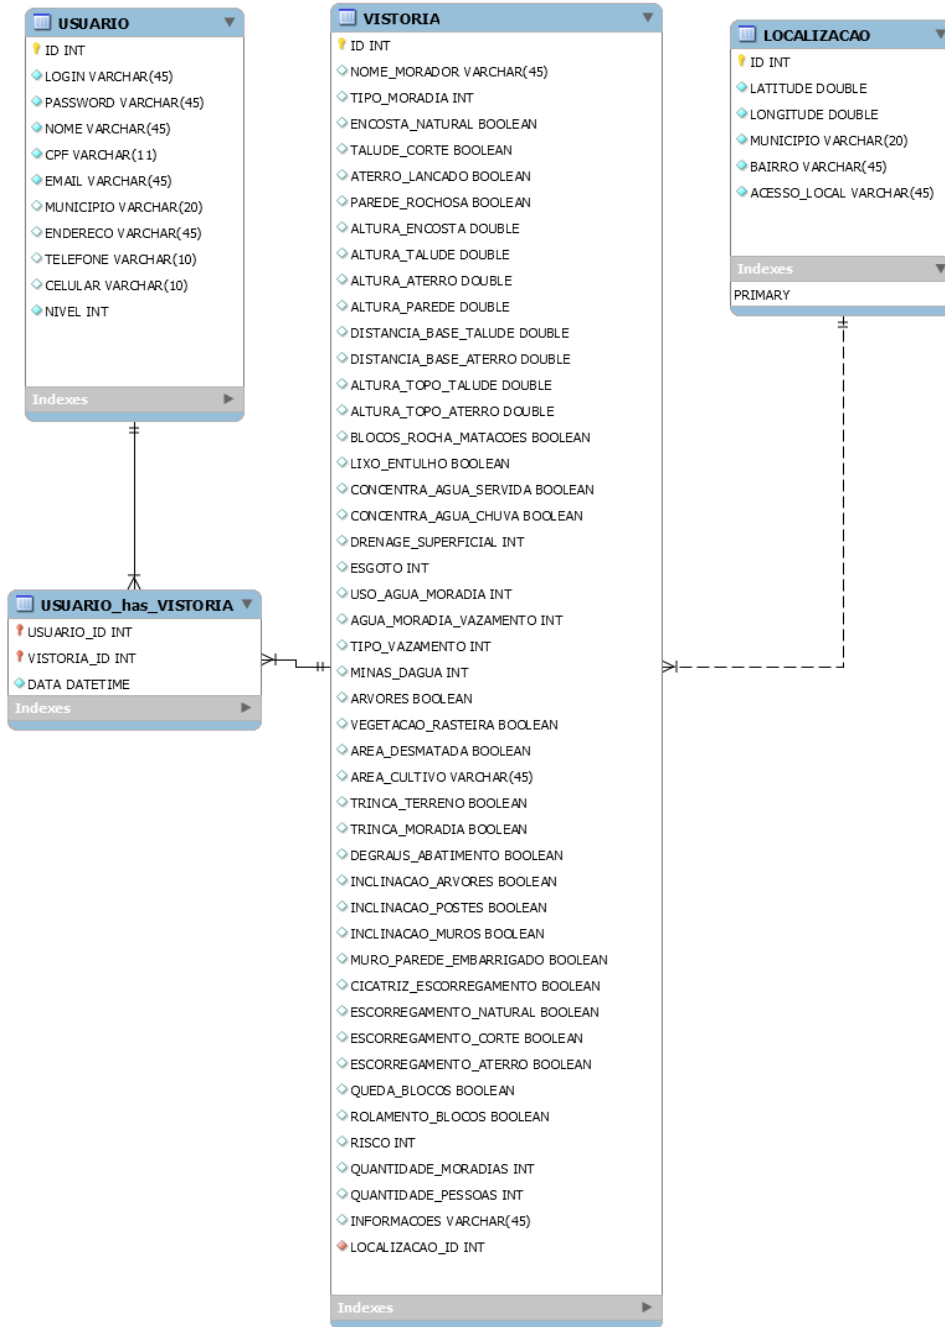 USUARIO
ID INT
LOGIN VARCHAR(45)
PASSWORD VARCHAR(45)
NOME VARCHAR(45)
CPF VARCHAR(11)
EMAIL VARCHAR(45)
MUNICIPIO VARCHAR(20)
ENDERECO VARCHAR(45)
TELEFONE VARCHAR(10)
CELULAR VARCHAR(10)
NIVEL INT
Indexes
USUARIO_has_VISTORIA
USUARIO_ID INT
VISTORIA_ID INT
DATA DATETIME
Indexes
VISTORIA
ID INT
NOME_MORADOR VARCHAR(45)
TIPO_MORADIA INT
ENCOSTA_NATURAL BOOLEAN
TALUDE_CORTE BOOLEAN
ATERRO_LANCADO BOOLEAN
PAREDE_ROCHOSA BOOLEAN
ALTURA_ENCOSTA DOUBLE
ALTURA_TALUDE DOUBLE
ALTURA_ATERRO DOUBLE
ALTURA_PAREDE DOUBLE
DISTANCIA_BASE_TALUDE DOUBLE
DISTANCIA_BASE_ATERRO DOUBLE
ALTURA_TOPO_TALUDE DOUBLE
ALTURA_TOPO_ATERRO DOUBLE
BLOCOS_ROCHA_MATACOES BOOLEAN
LIXO_ENTULHO BOOLEAN
CONCENTRA_AGUA_SERVIDA BOOLEAN
CONCENTRA_AGUA_CHUVA BOOLEAN
DRENAGE_SUPERFICIAL INT
ESGOTO INT
USO_AGUA_MORADIA INT
AGUA_MORADIA_VAZAMENTO INT
TIPO_VAZAMENTO INT
MINAS_DAGUA INT
ARVORES BOOLEAN
VEGETACAO_RASTEIRA BOOLEAN
AREA_DESMATADA BOOLEAN
AREA_CULTIVO VARCHAR(45)
TRINCA_TERRENO BOOLEAN
TRINCA_MORADIA BOOLEAN
DEGRAUS_ABATIMENTO BOOLEAN
INCLINACAO_ARVORES BOOLEAN
INCLINACAO_POSTES BOOLEAN
INCLINACAO_MUROS BOOLEAN
MURO_PAREDE_EMBARRIGADO BOOLEAN
CICATRIZ_ESCORREGAMENTO BOOLEAN
ESCORREGAMENTO_NATURAL BOOLEAN
ESCORREGAMENTO_CORTE BOOLEAN
ESCORREGAMENTO_ATERRO BOOLEAN
QUEDA_BLOCOS BOOLEAN
ROLAMENTO_BLOCOS BOOLEAN
RISCO INT
QUANTIDADE_MORADIAS INT
QUANTIDADE_PESSOAS INT
INFORMACOES VARCHAR(45)
LOCALIZACAO_ID INT
Indexes
LOCALIZACAO
ID INT
LATITUDE DOUBLE
LONGITUDE DOUBLE
MUNICIPIO VARCHAR(20)
BAIRRO VARCHAR(45)
ACESSO_LOCAL VARCHAR(45)
Indexes
PRIMARY